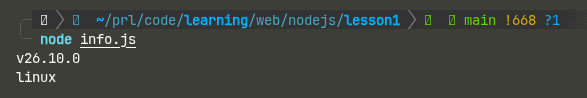 ~/prl/code/learning/web/nodejs/lesson1 main !668 ?1
node info.js
v26.10.0
linux